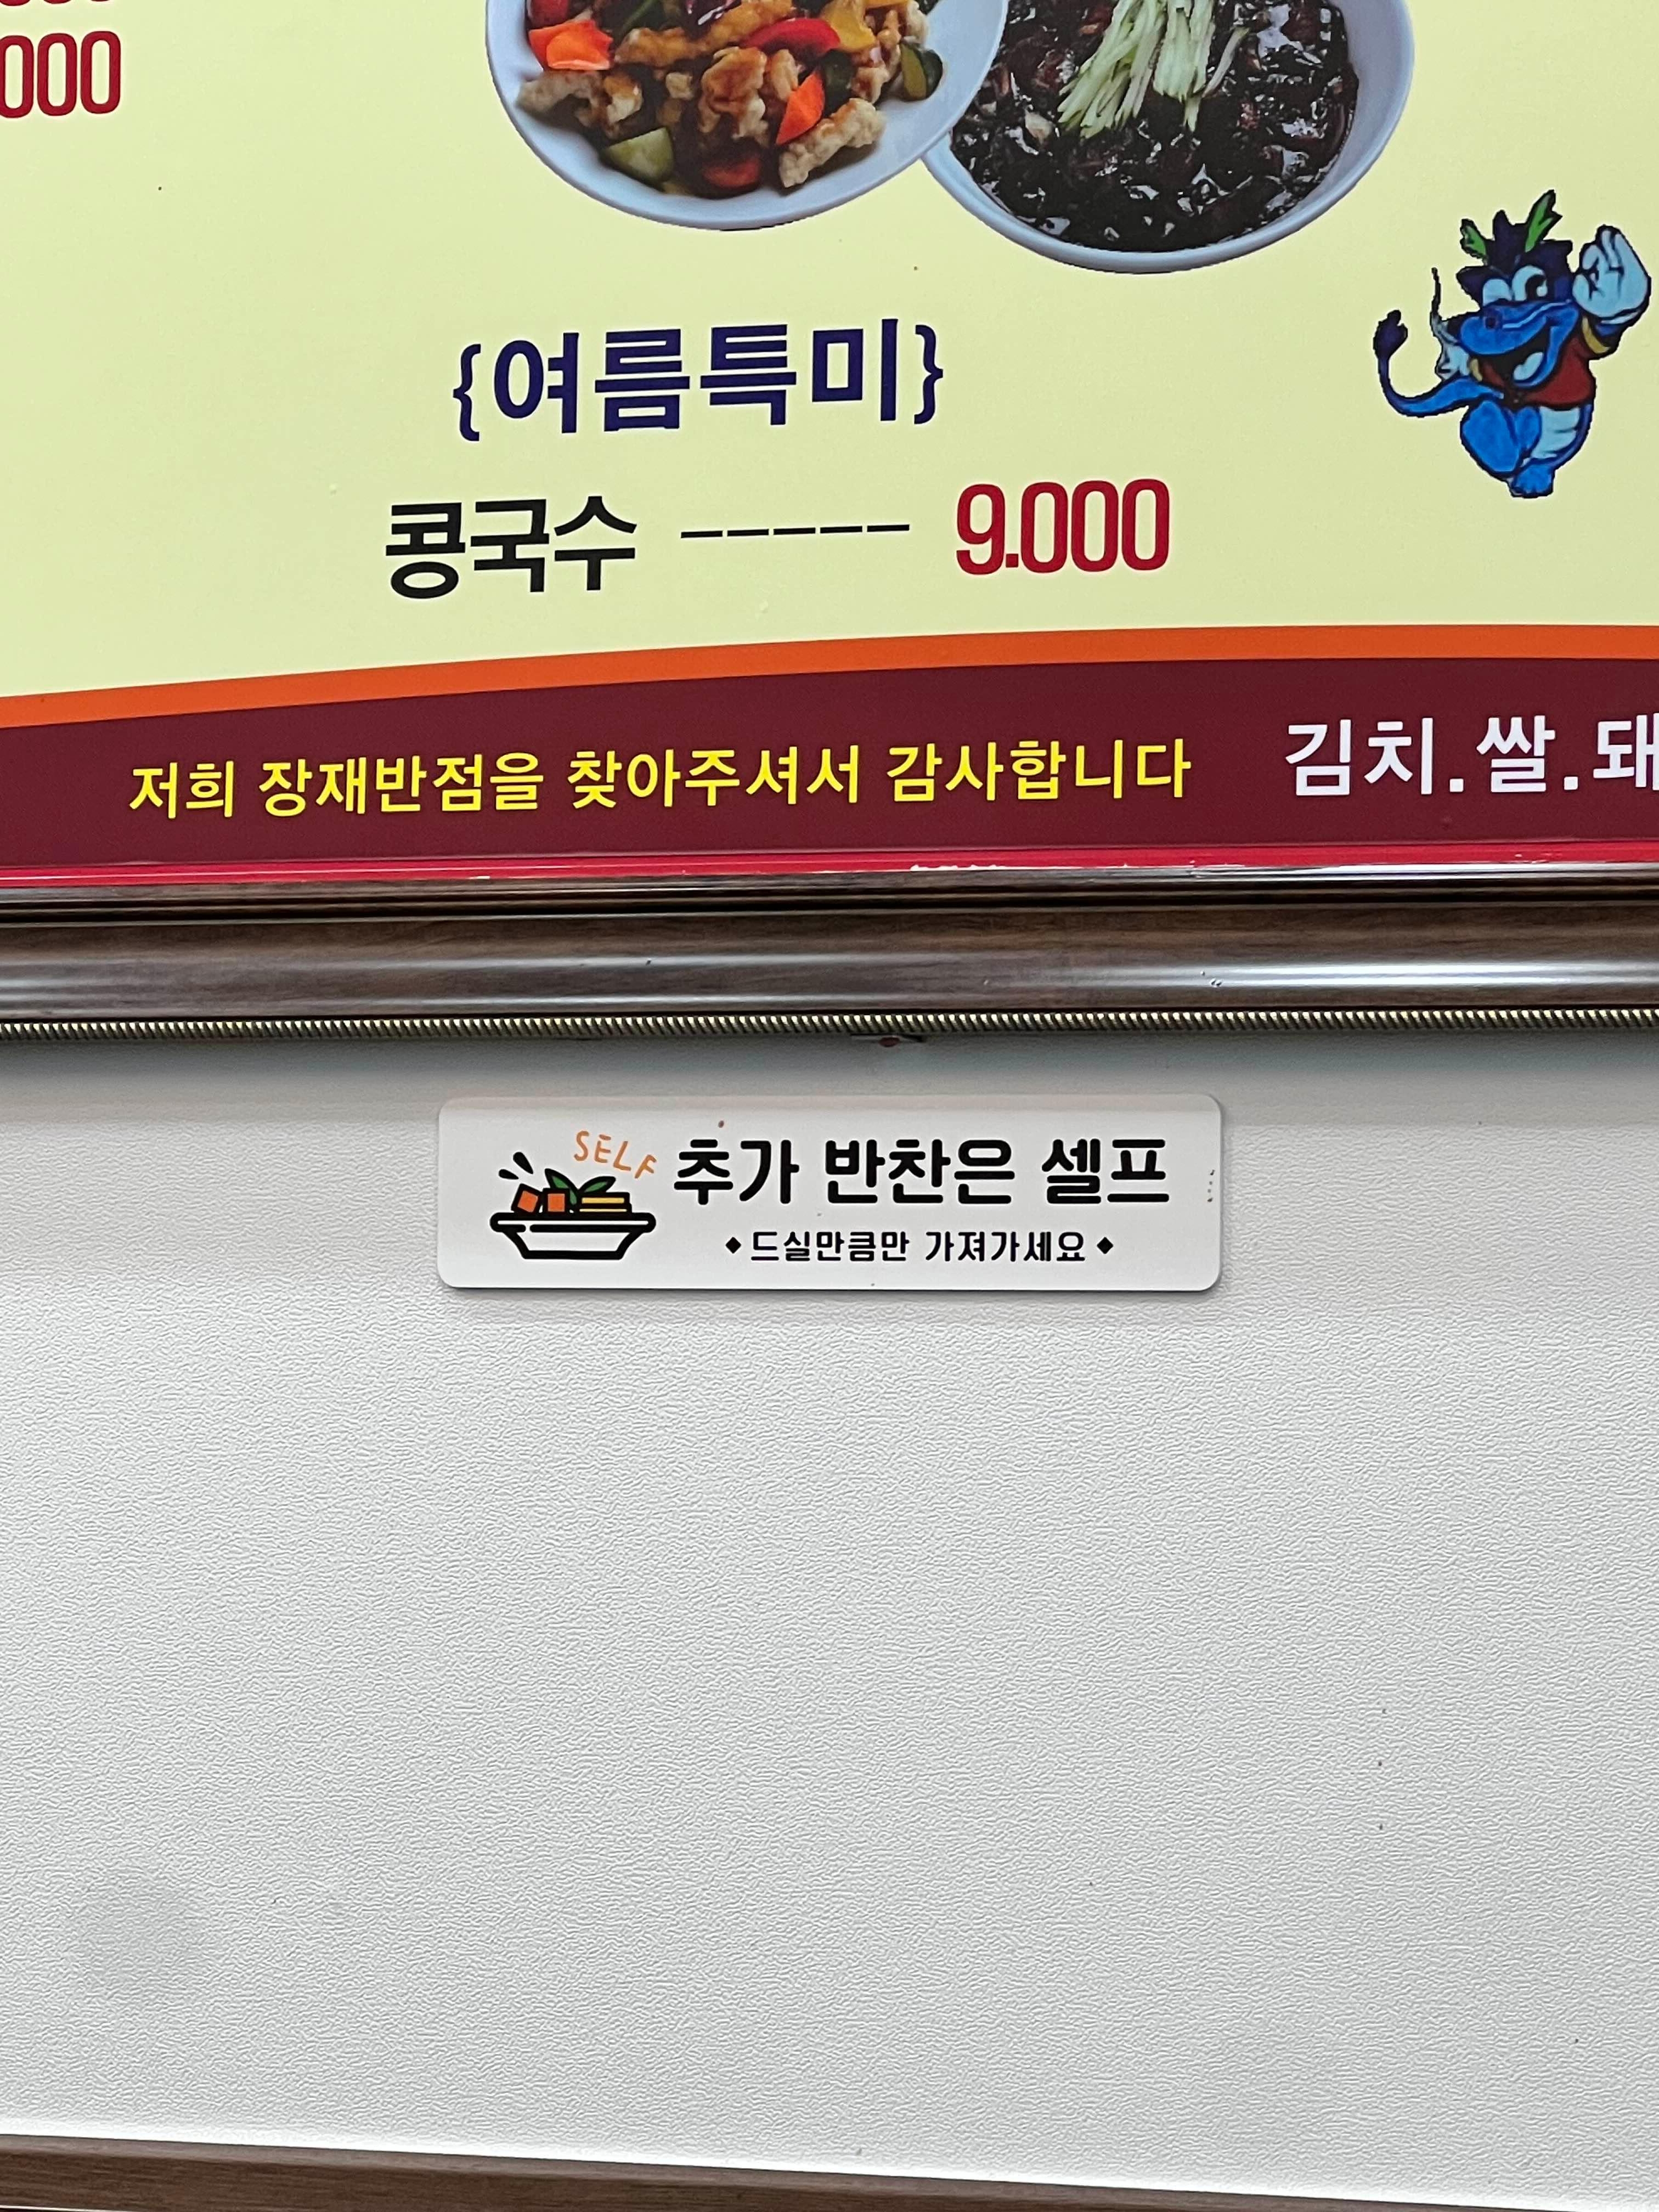 000
{여름특미}
콩국수 ----- 9.000
저희 장재반점을 찾아주셔서 감사합니다 김치.쌀.돼
SELF
추가 반찬은 셀프
◆드실만큼만 가져가세요◆